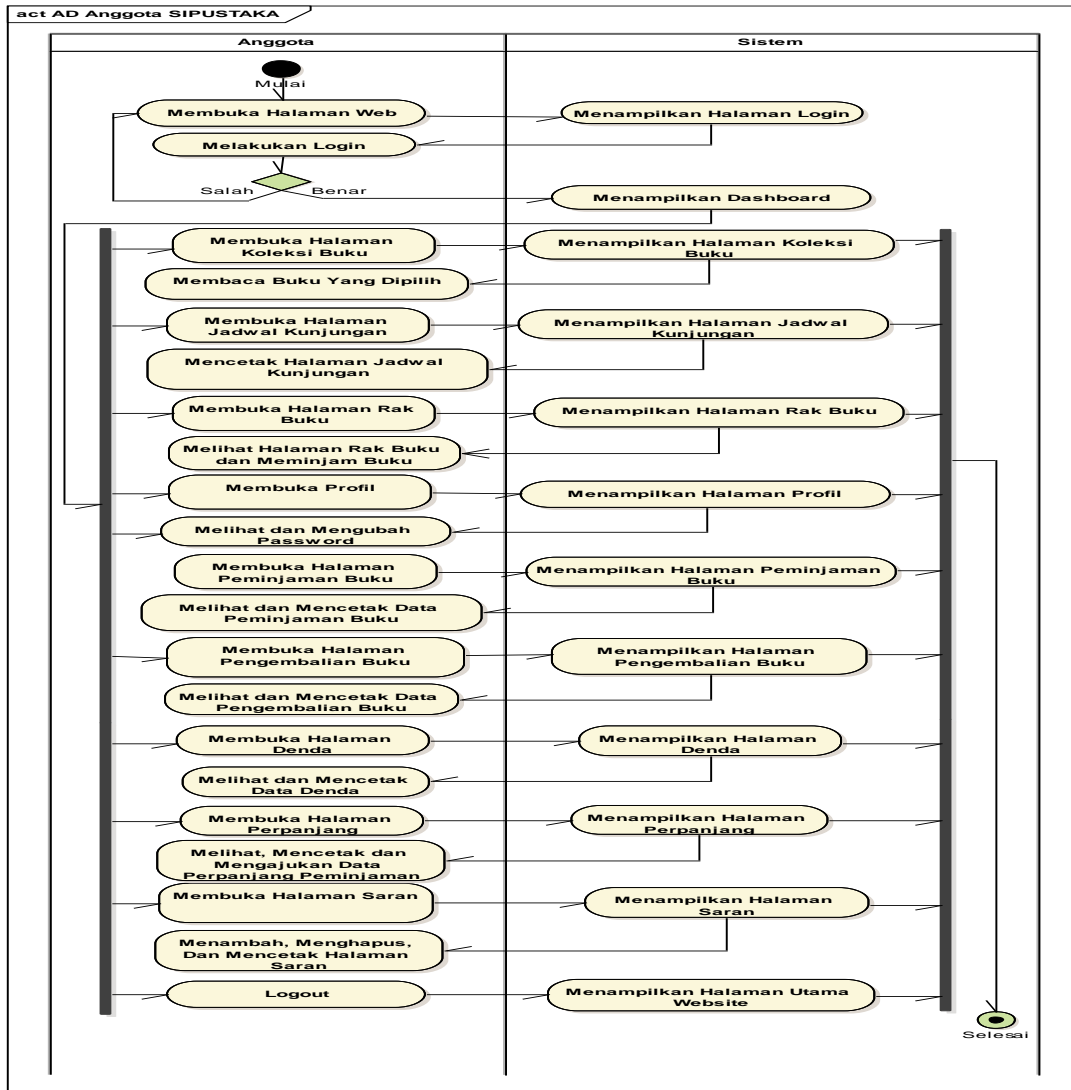 act AD Anggota SIPUSTAKA
Anggota
Sistem
Mulai
Membuka Halaman Web
Menampilkan Halaman Login
Melakukan Login
Salah
Benar
Menampilkan Dashboard
Membuka Halaman
Koleksi Buku
Menampilkan Halaman Koleksi
Buku
Membaca Buku Yang Dipilih
Membuka Halaman
Jadwal Kunjungan
Menampilkan Halaman Jadwal
Kunjungan
Mencetak Halaman Jadwal
Kunjungan
Membuka Halaman Rak
Buku
Menampilkan Halaman Rak Buku
Melihat Halaman Rak Buku
dan Meminjam Buku
Membuka Profil
Menampilkan Halaman Profil
Melihat dan Mengubah
Password
Membuka Halaman
Peminjaman Buku
Menampilkan Halaman Peminjaman
Buku
Melihat dan Mencetak Data
Peminjaman Buku
Membuka Halaman
Pengembalian Buku
Menampilkan Halaman
Pengembalian Buku
Melihat dan Mencetak Data
Pengembalian Buku
Membuka Halaman
Denda
Menampilkan Halaman
Denda
Melihat dan Mencetak
Data Denda
Membuka Halaman
Perpanjang
Menampilkan Halaman
Perpanjang
Melihat, Mencetak dan
Mengajukan Data
Perpanjang Peminjaman
Membuka Halaman Saran
Menampilkan Halaman
Saran
Menambah, Menghapus,
Dan Mencetak Halaman
Saran
Logout
Menampilkan Halaman Utama
Website
Selesai